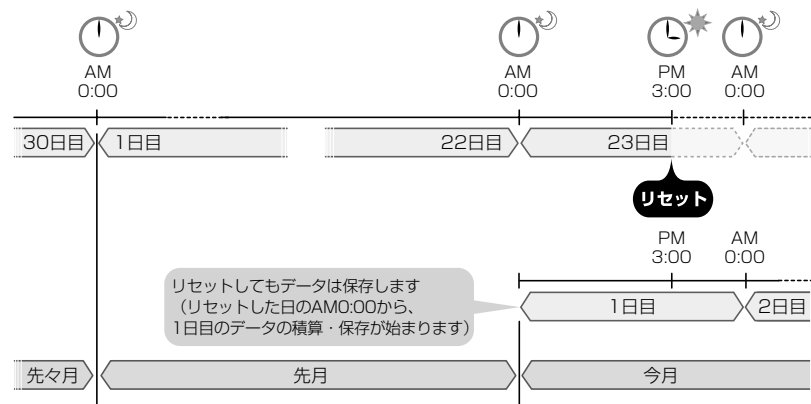 AM
0:00
AM
0:00
PM
3:00
AM
0:00
30日目
1日目
22日目
23日目
リセット
PM
3:00
AM
0:00
リセットしてもデータは保存します
（リセットした日のAM0:00から、
1日目のデータの積算・保存が始まります）
1日目
2日目
先々月
先月
今月